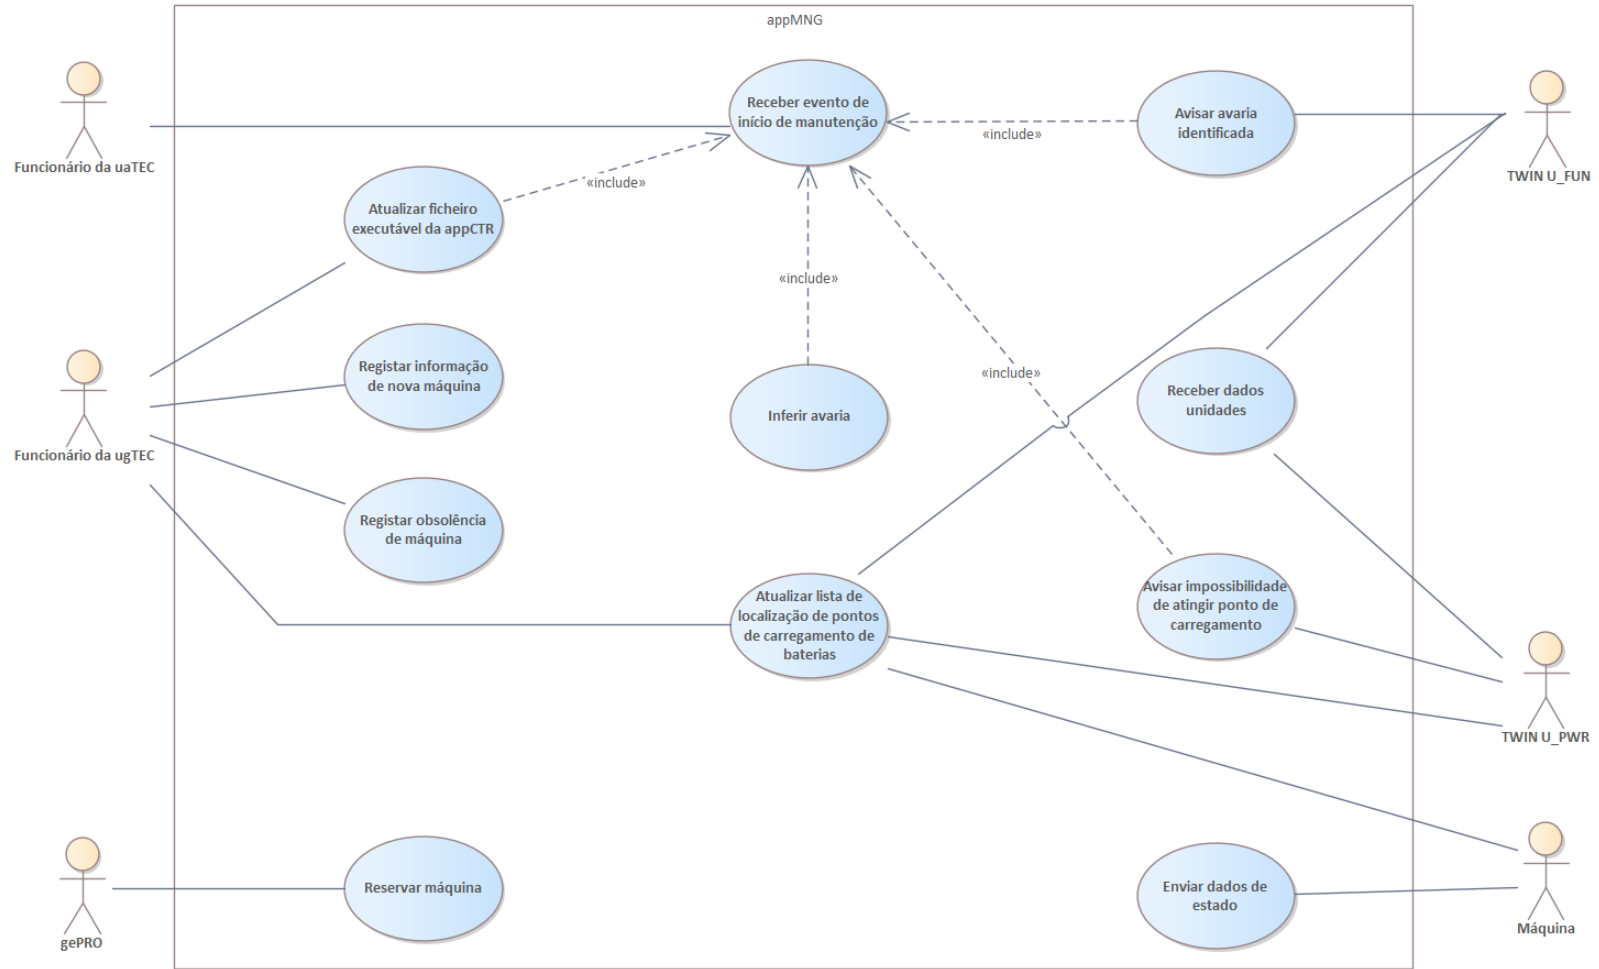 appMNG
Receber evento de
início de manutenção
Avisar avaria
identificada
«include»
Funcionário da uaTEC
TWIN U_FUN
«include»
Atualizar ficheiro
executável da appCTR
«include»
Registar informação
de nova máquina
«include»
Receber dados
unidades
Inferir avaria
Funcionário da ugTEC
Registar obsolência
de máquina
Atualizar lista de
localização de pontos
de carregamento de
baterias
Avisar impossibilidade
de atingir ponto de
carregamento
TWIN U_PWR
Reservar máquina
Enviar dados de
estado
gePRO
Máquina